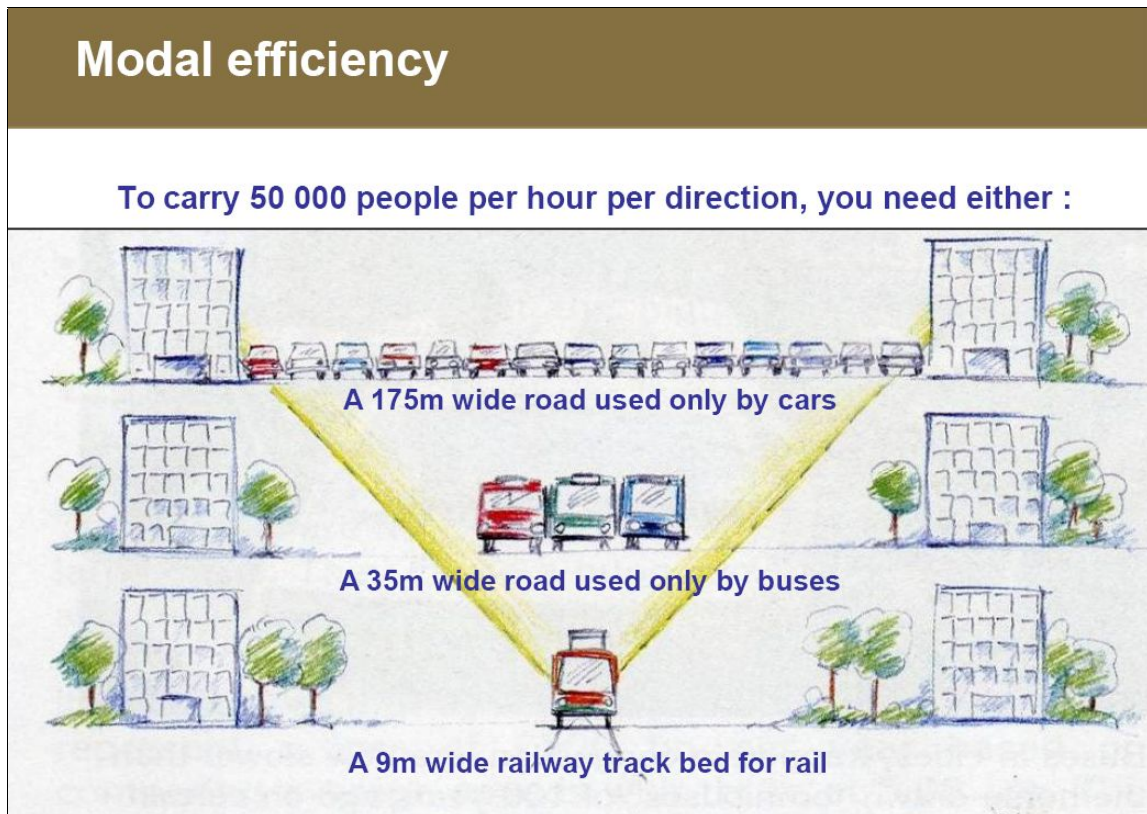 Modal efficiency
To carry 50 000 people per hour per direction, you need either :
A 175m wide road used only by cars
A 35m wide road used only by buses
A 9m wide railway track bed for rail